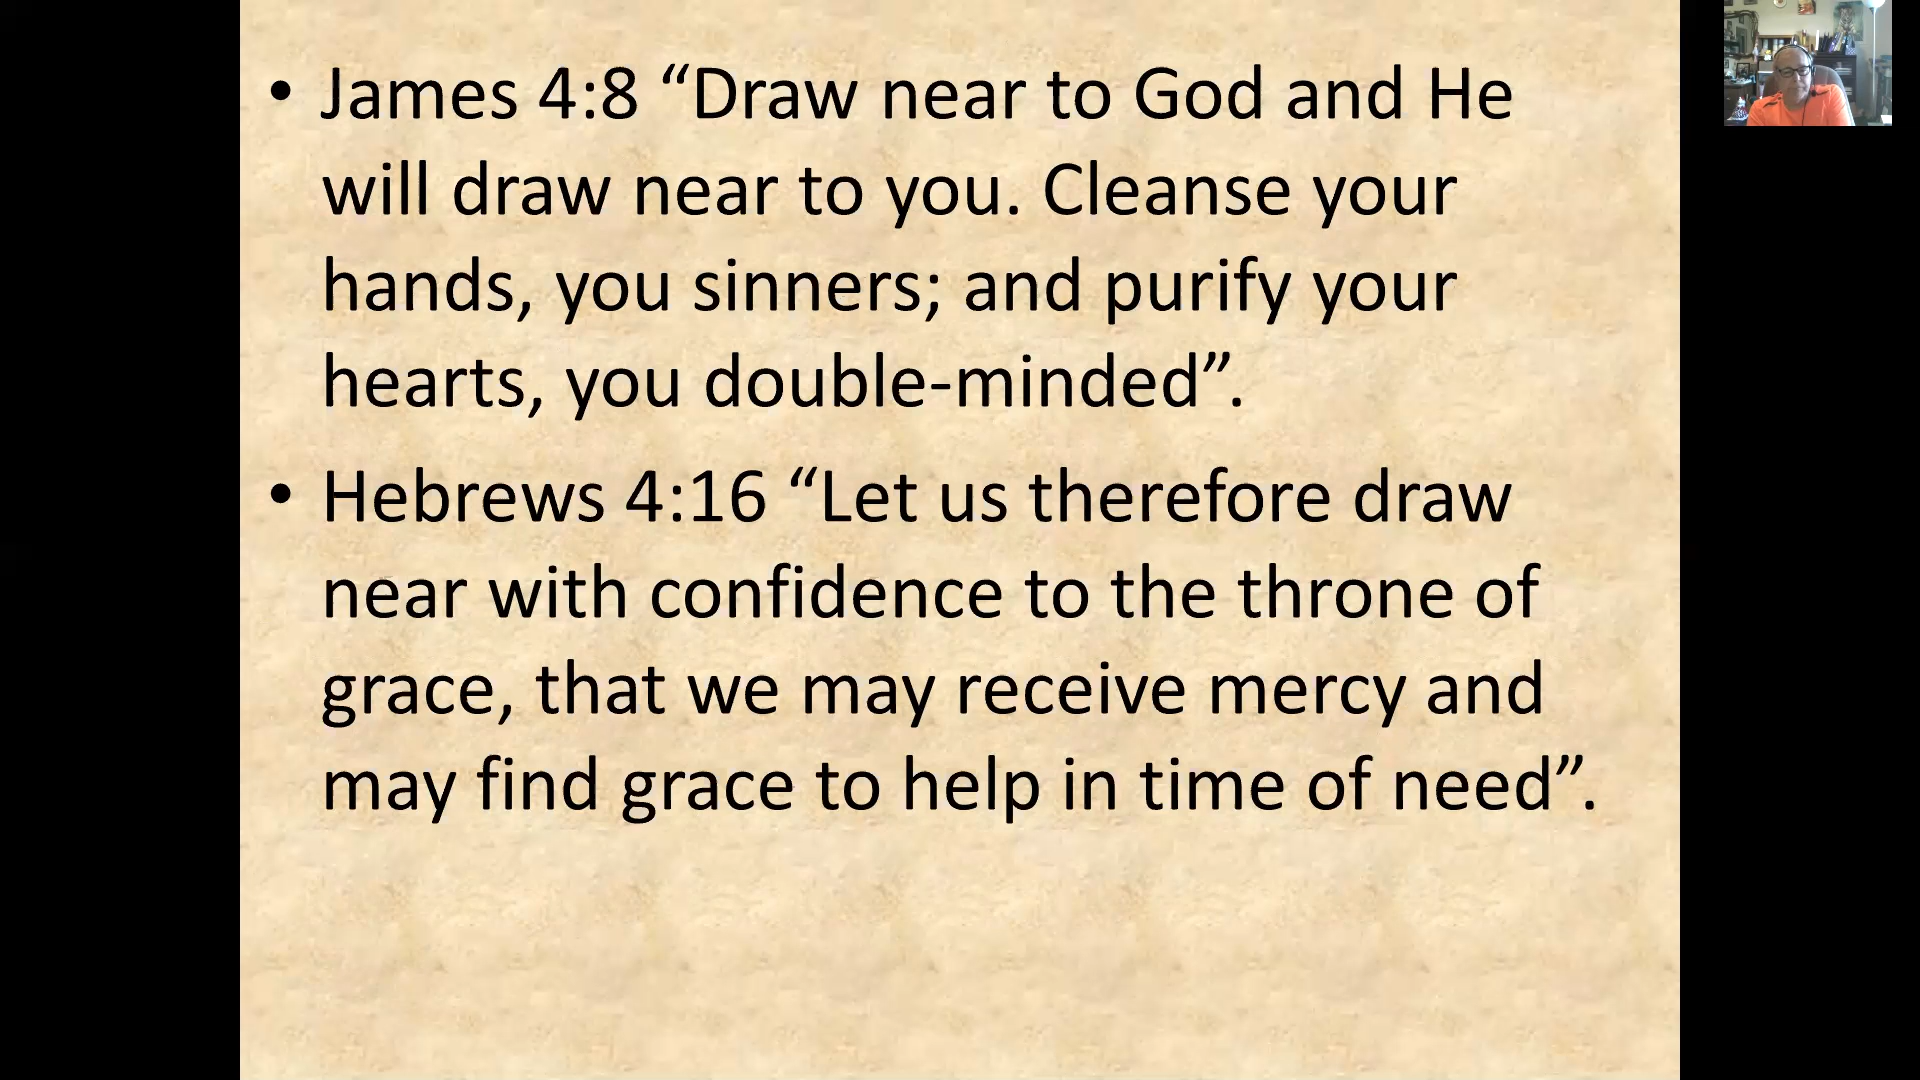 • James 4:8 “Draw near to God and He
will draw near to you. Cleanse your
hands, you sinners; and purify your
hearts, you double-minded”.
• Hebrews 4:16 “Let us therefore draw
near with confidence to the throne of
grace, that we may receive mercy and
may find grace to help in time of need”.